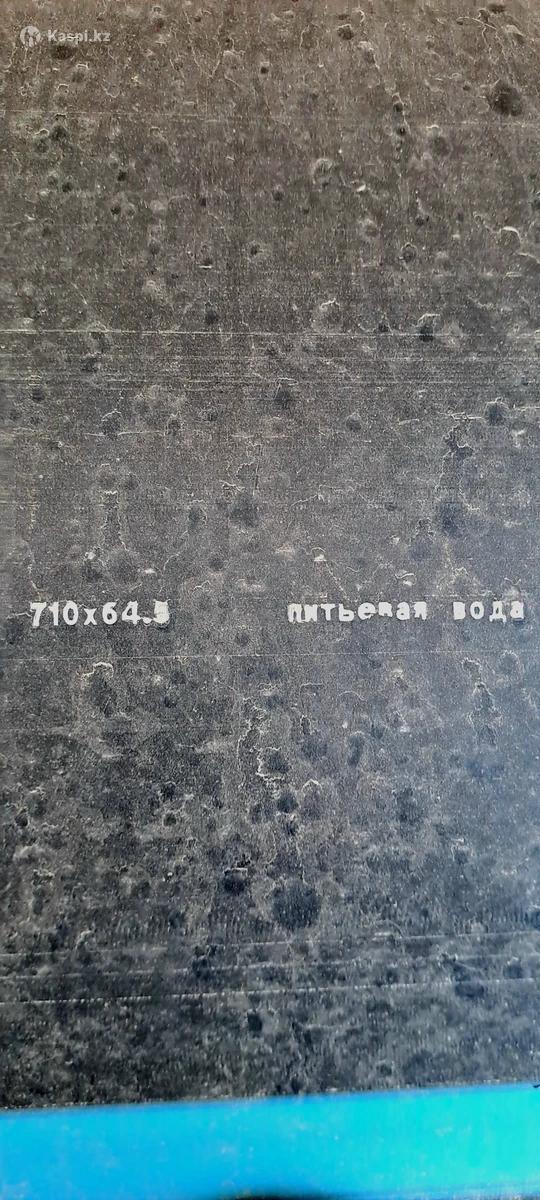 Kaspi.kz
710x64.5 питьевая вода